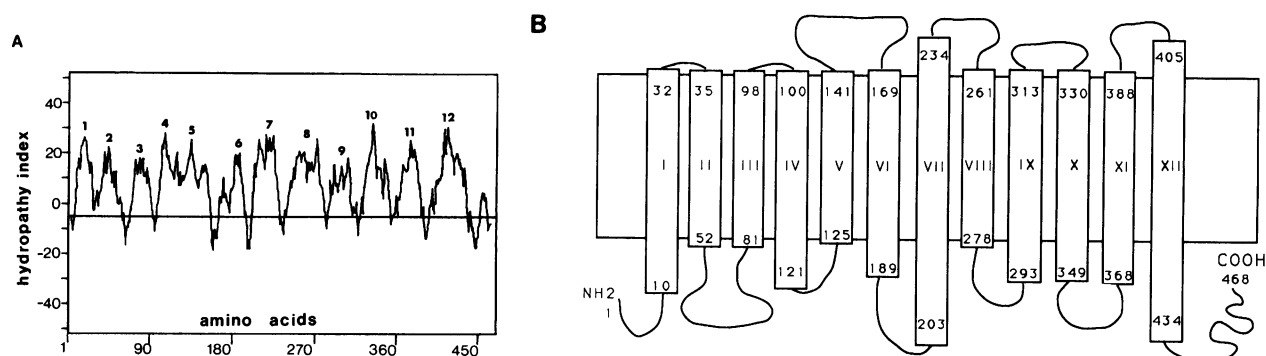 A
hydropathy index
40
20
0
-20
-40
1 2 3 4 5 6 7 8 9 10 11 12
amino acids
1 90 180 270 360 450
B
234 405
32 35 98 100 141 169 261 313 330 388
I II III IV V VI VII VIII IX X XI XII
52 81 125 278
10 121 189 293 349 368
203 434
NH2
1
COOH
468